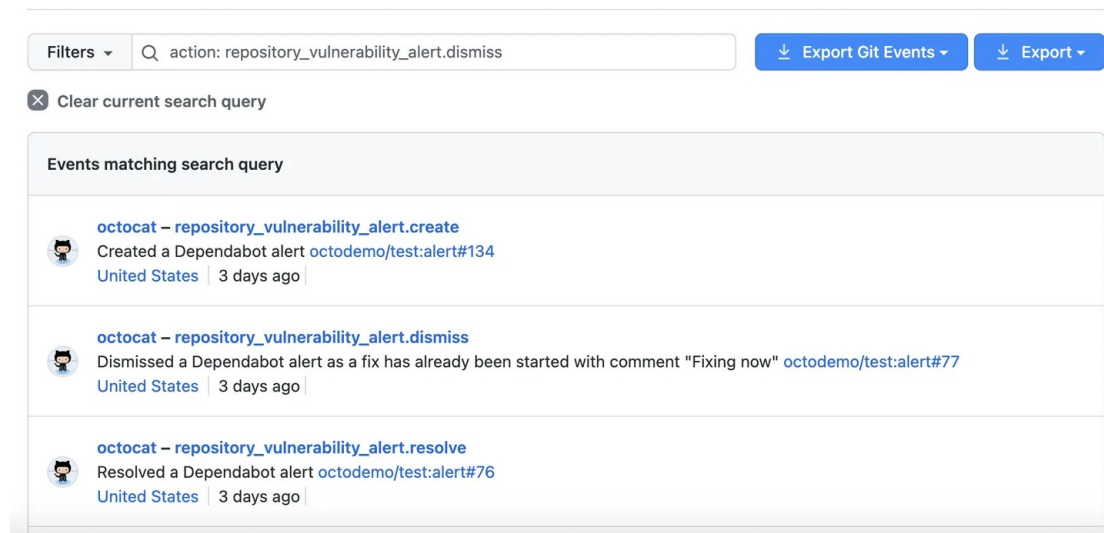 Filters
action: repository_vulnerability_alert.dismiss
Export Git Events
Export
Clear current search query
Events matching search query
octocat – repository_vulnerability_alert.create
Created a Dependabot alert octodemo/test:alert#134
United States 3 days ago
octocat – repository_vulnerability_alert.dismiss
Dismissed a Dependabot alert as a fix has already been started with comment "Fixing now" octodemo/test:alert#77
United States 3 days ago
octocat – repository_vulnerability_alert.resolve
Resolved a Dependabot alert octodemo/test:alert#76
United States 3 days ago